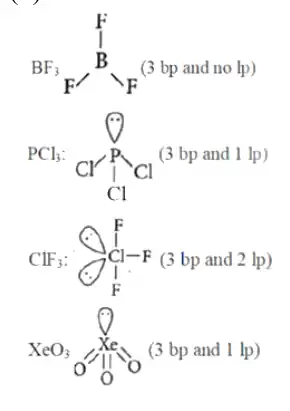 F
BF3 B (3 bp and no lp)
F F
PCl3: P (3 bp and 1 lp)
Cl Cl
Cl
F
ClF3: Cl–F (3 bp and 2 lp)
F
XeO3 Xe (3 bp and 1 lp)
O O
O